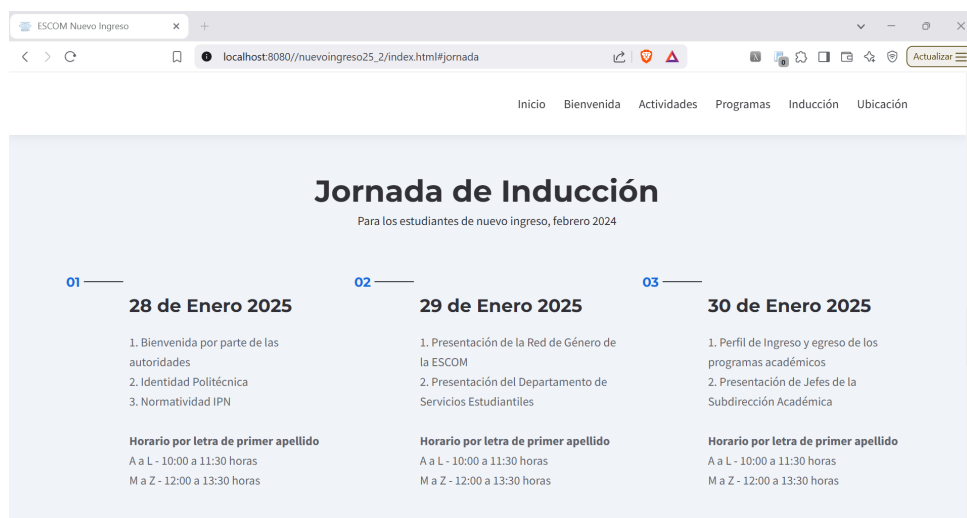 ESCOM Nuevo Ingreso
localhost:8080//nuevoingreso25_2/index.html#jornada
0
Actualizar
Inicio Bienvenida Actividades Programas Inducción Ubicación
Jornada de Inducción
Para los estudiantes de nuevo ingreso, febrero 2024
01
28 de Enero 2025
1. Bienvenida por parte de las
autoridades
2. Identidad Politécnica
3. Normatividad IPN
Horario por letra de primer apellido
A a L - 10:00 a 11:30 horas
M a Z - 12:00 a 13:30 horas
02
29 de Enero 2025
1. Presentación de la Red de Género de
la ESCOM
2. Presentación del Departamento de
Servicios Estudiantiles
Horario por letra de primer apellido
A a L - 10:00 a 11:30 horas
M a Z - 12:00 a 13:30 horas
03
30 de Enero 2025
1. Perfil de Ingreso y egreso de los
programas académicos
2. Presentación de Jefes de la
Subdirección Académica
Horario por letra de primer apellido
A a L - 10:00 a 11:30 horas
M a Z - 12:00 a 13:30 horas